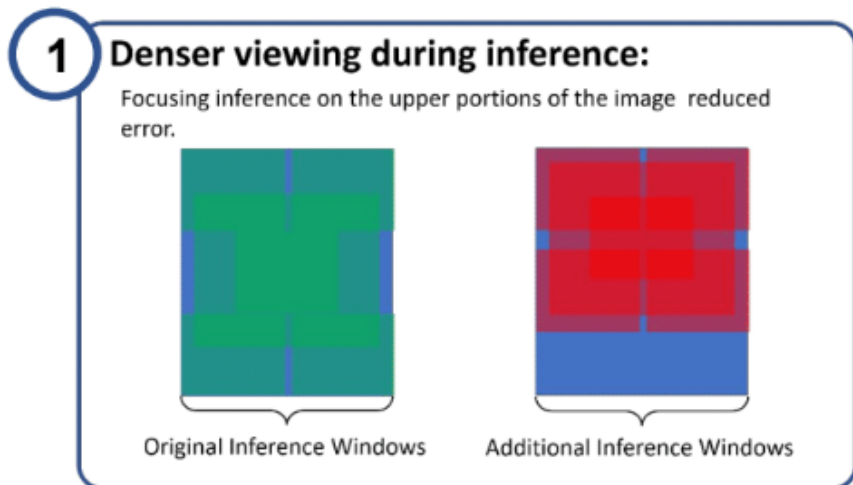 1
Denser viewing during inference:
Focusing inference on the upper portions of the image reduced
error.
Original Inference Windows
Additional Inference Windows